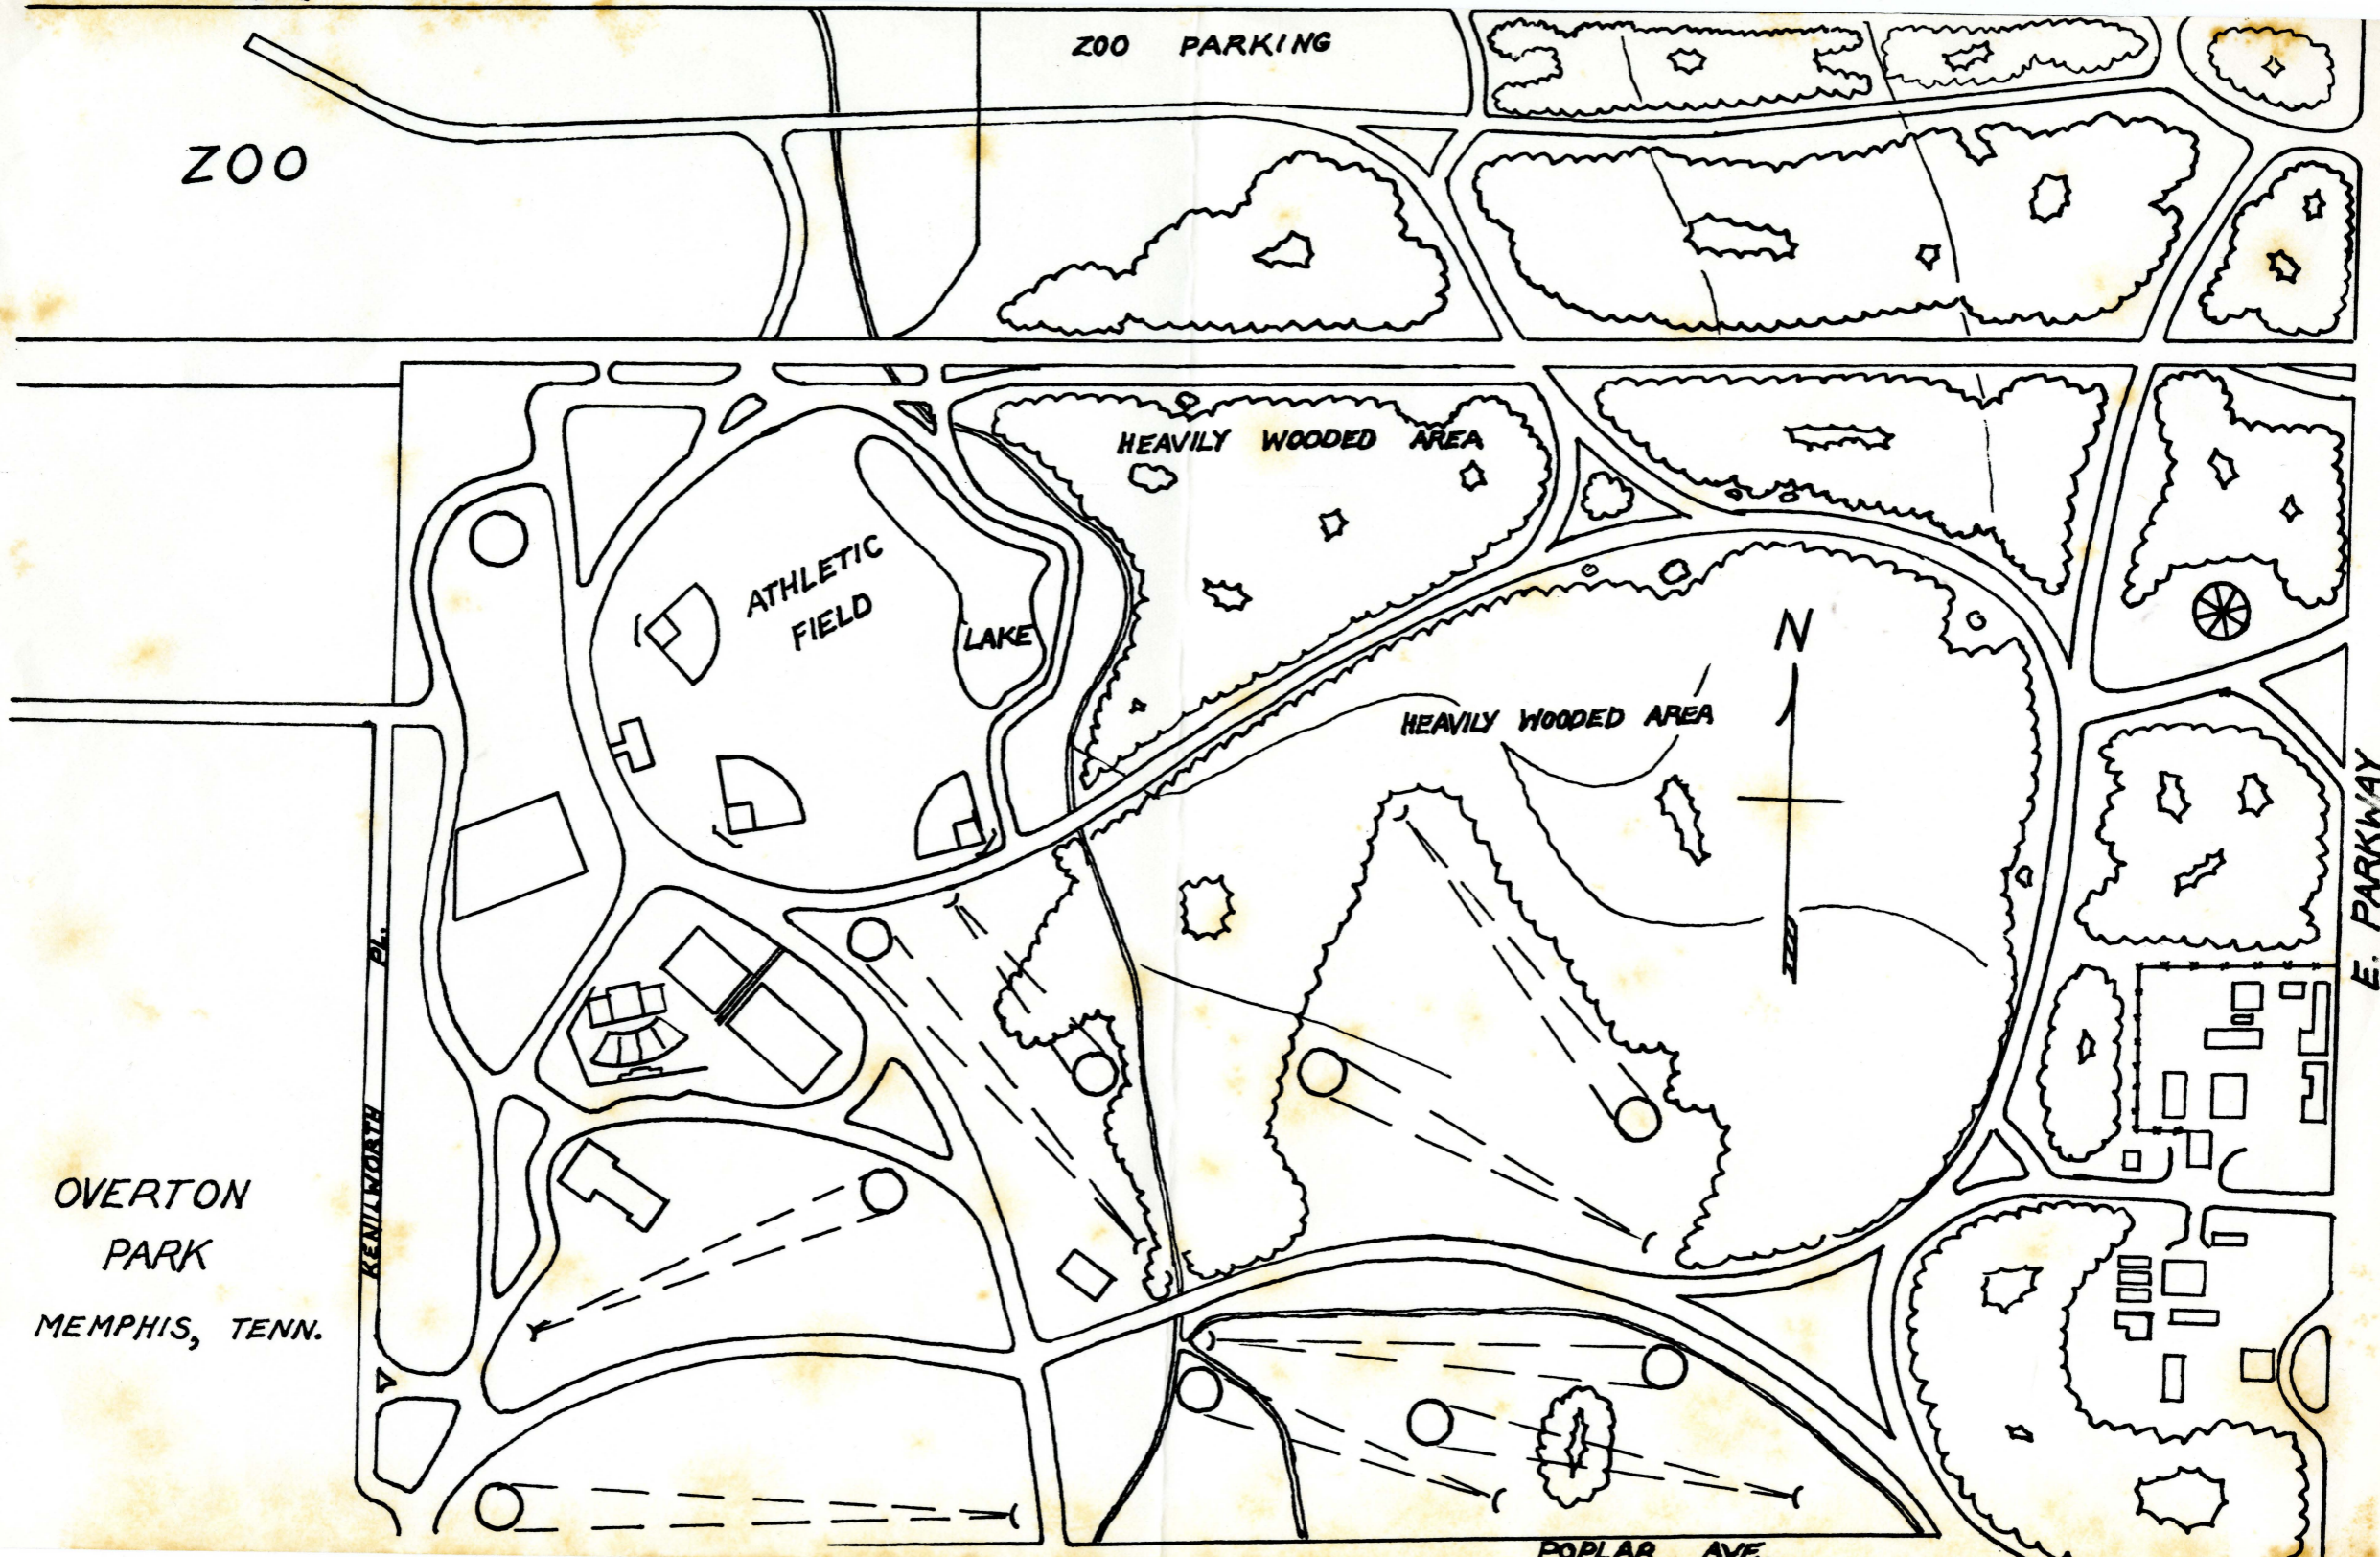 ZOO PARKING
ZOO
HEAVILY WOODED AREA
ATHLETIC
FIELD
LAKE
N
HEAVILY WOODED AREA
E. PARKWAY
KENILWORTH PL.
OVERTON
PARK
MEMPHIS, TENN.
POPLAR AVE